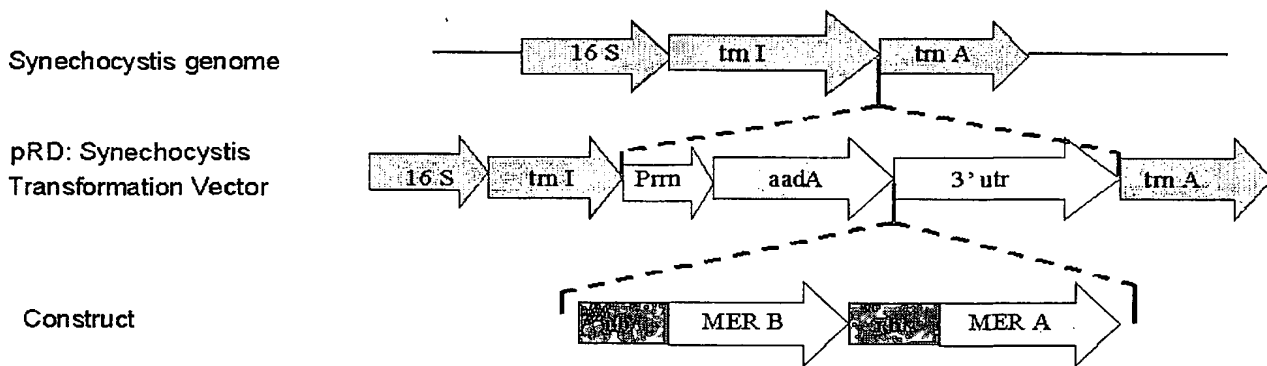 Synechocystis genome
16 S
trn I
trn A
pRD: Synechocystis
Transformation Vector
16 S
trn I
Prrn
aadA
3' utr
trn A
Construct
MER B
MER A